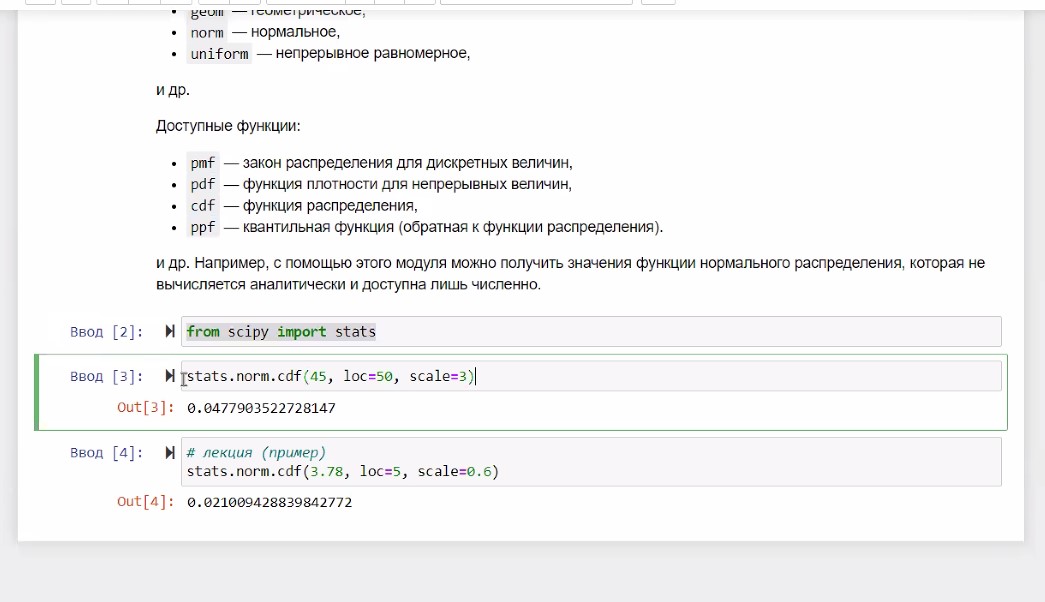 geom — геометрическое,
norm — нормальное,
uniform — непрерывное равномерное,
и др.
Доступные функции:
pmf — закон распределения для дискретных величин,
pdf — функция плотности для непрерывных величин,
cdf — функция распределения,
ppf — квантильная функция (обратная к функции распределения).
и др. Например, с помощью этого модуля можно получить значения функции нормального распределения, которая не
вычисляется аналитически и доступна лишь численно.
Ввод [2]: from scipy import stats
Ввод [3]: stats.norm.cdf(45, loc=50, scale=3)
Out[3]: 0.0477903522728147
Ввод [4]: # лекция (пример)
stats.norm.cdf(3.78, loc=5, scale=0.6)
Out[4]: 0.021009428839842772